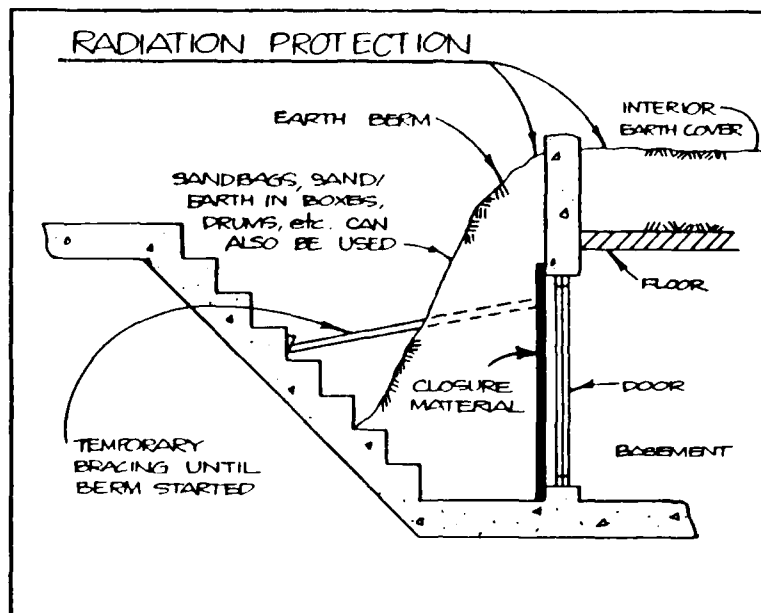 RADIATION PROTECTION
EARTH BERM
INTERIOR
EARTH COVER
SANDBAGS, SAND/
EARTH IN BOXES,
DRUMS, etc. CAN
ALSO BE USED
FLOOR
CLOSURE
MATERIAL
DOOR
TEMPORARY
BRACING UNTIL
BERM STARTED
BASEMENT